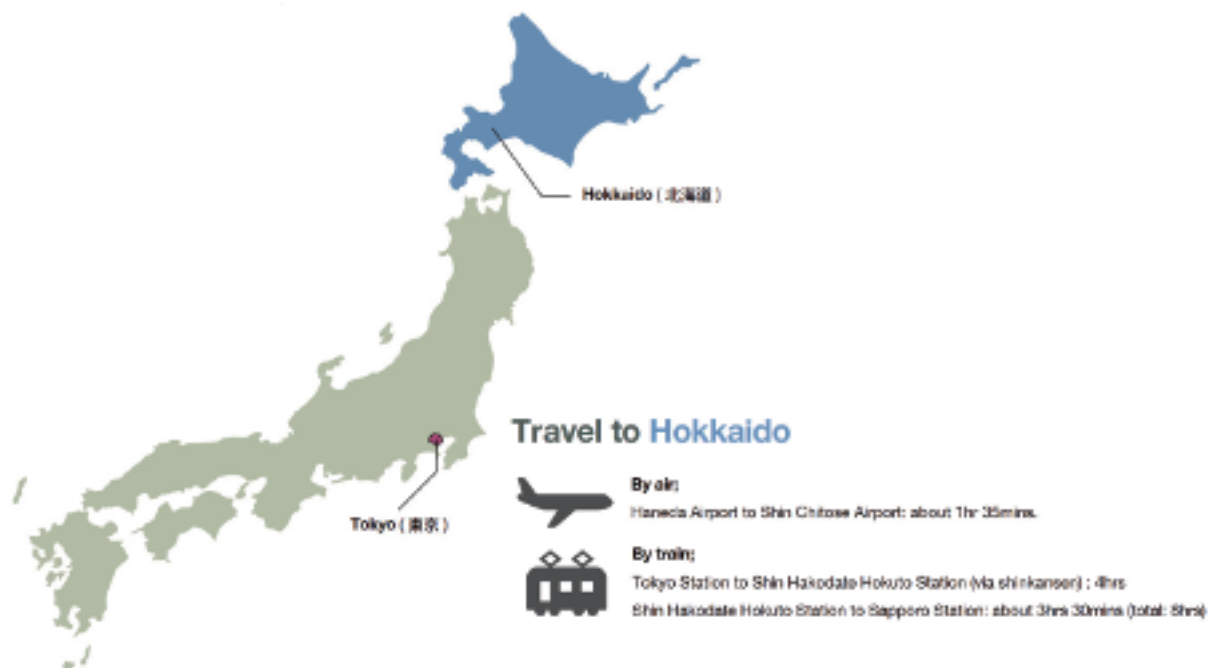 Hokkaido ( 北海道 )
Tokyo ( 東京 )
Travel to Hokkaido
By air;
Haneda Airport to Shin Chitose Airport: about 1hr 35mins.
By train;
Tokyo Station to Shin Hakodate Hokuto Station (via shinkansen) : 4hrs
Shin Hakodate Hokuto Station to Sapporo Station: about 3hrs 30mins (total: 8hrs)